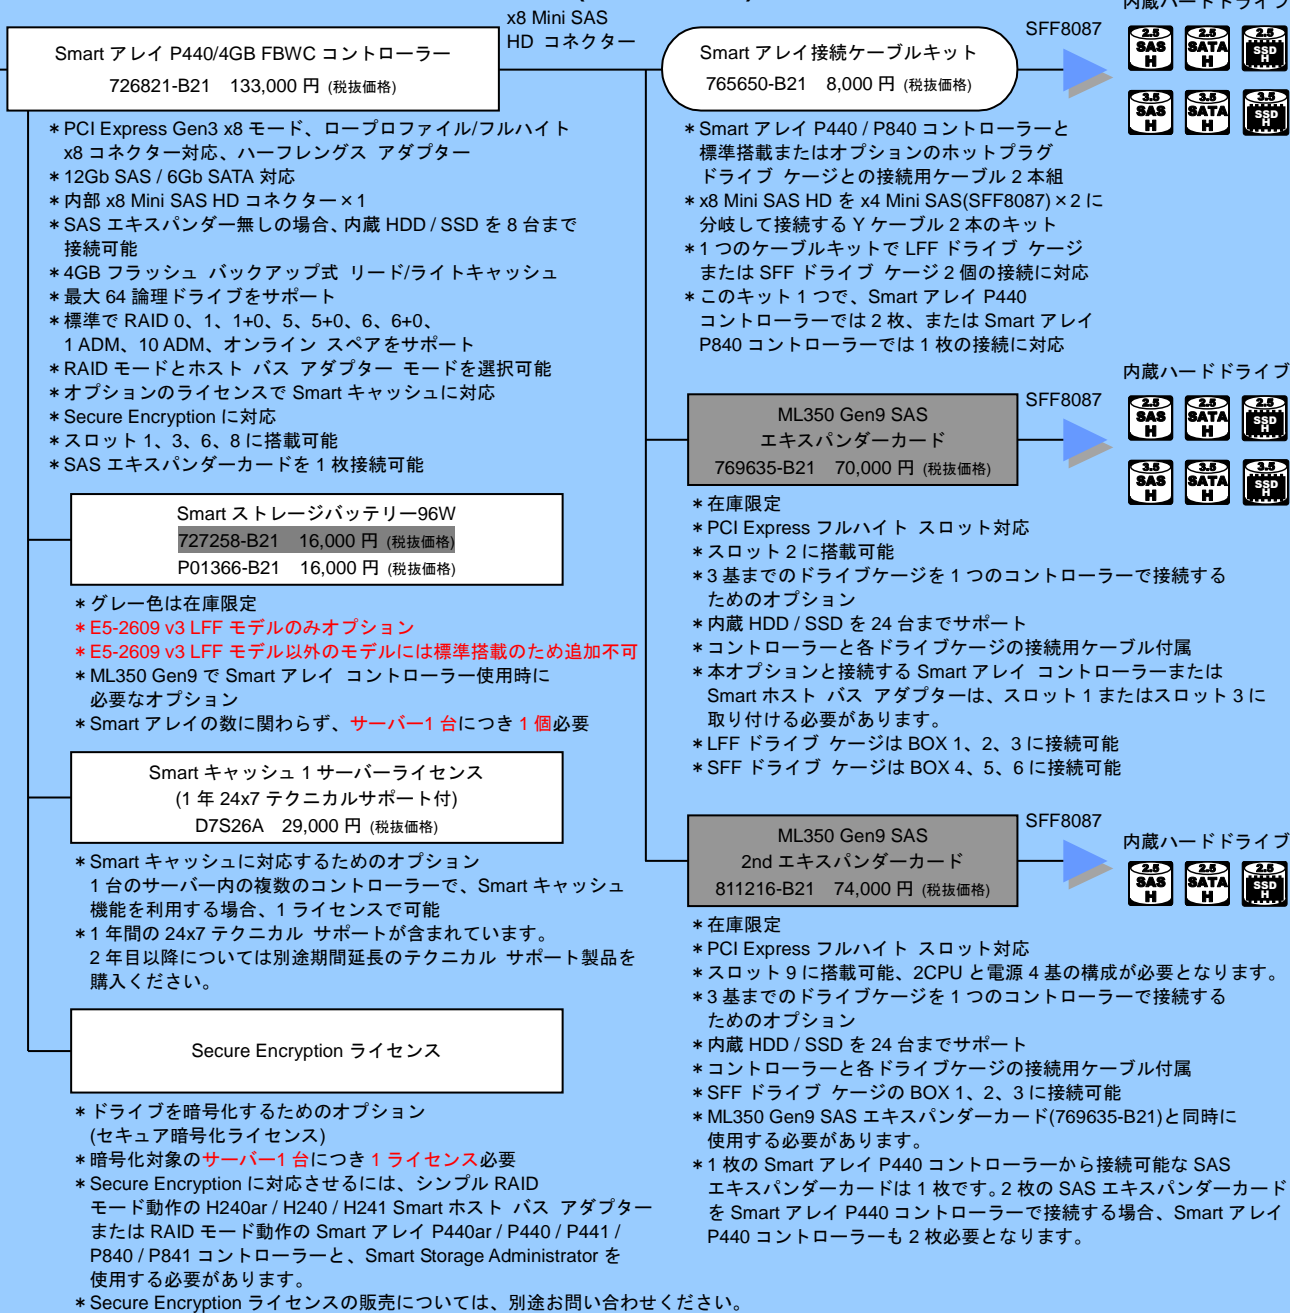 x8 Mini SAS
HD コネクター
Smart アレイ P440/4GB FBWC コントローラー
726821-B21 133,000 円 (税抜価格)
*PCI Express Gen3 x8 モード、ロープロファイル/フルハイト
x8 コネクター対応、ハーフレングス アダプター
*12Gb SAS / 6Gb SATA 対応
*内部 x8 Mini SAS HD コネクター×1
*SAS エキスパンダー無しの場合、内蔵 HDD / SSD を 8 台まで
接続可能
*4GB フラッシュ バックアップ式 リード/ライトキャッシュ
*最大 64 論理ドライブをサポート
*標準で RAID 0、1、1+0、5、5+0、6、6+0、
1 ADM、10 ADM、オンライン スペアをサポート
*RAID モードとホスト バス アダプター モードを選択可能
*オプションのライセンスで Smart キャッシュに対応
*Secure Encryption に対応
*スロット 1、3、6、8 に搭載可能
*SAS エキスパンダーカードを 1 枚接続可能
Smart ストレージバッテリー96W
727258-B21 16,000 円 (税抜価格)
P01366-B21 16,000 円 (税抜価格)
*グレー色は在庫限定
*E5-2609 v3 LFF モデルのみオプション
*E5-2609 v3 LFF モデル以外のモデルには標準搭載のため追加不可
*ML350 Gen9 で Smart アレイ コントローラー使用時に
必要なオプション
*Smart アレイの数に関わらず、サーバー1 台につき 1 個必要
Smart キャッシュ 1 サーバーライセンス
(1 年 24x7 テクニカルサポート付)
D7S26A 29,000 円 (税抜価格)
*Smart キャッシュに対応するためのオプション
1 台のサーバー内の複数のコントローラーで、Smart キャッシュ
機能を利用する場合、1 ライセンスで可能
*1 年間の 24x7 テクニカル サポートが含まれています。
2 年目以降については別途期間延長のテクニカル サポート製品を
購入ください。
Secure Encryption ライセンス
*ドライブを暗号化するためのオプション
(セキュア暗号化ライセンス)
*暗号化対象のサーバー1 台につき 1 ライセンス必要
*Secure Encryption に対応させるには、シンプル RAID
モード動作の H240ar / H240 / H241 Smart ホスト バス アダプター
または RAID モード動作の Smart アレイ P440ar / P440 / P441 /
P840 / P841 コントローラーと、Smart Storage Administrator を
使用する必要があります。
*Secure Encryption ライセンスの販売については、別途お問い合わせください。
Smart アレイ接続ケーブルキット
765650-B21 8,000 円 (税抜価格)
SFF8087
内蔵ハードドライブ
2.5 SAS H 2.5 SATA H 2.5 SSD H
3.5 SAS H 3.5 SATA H 3.5 SSD H
*Smart アレイ P440 / P840 コントローラーと
標準搭載またはオプションのホットプラグ
ドライブ ケージとの接続用ケーブル 2 本組
*x8 Mini SAS HD を x4 Mini SAS(SFF8087)×2 に
分岐して接続する Y ケーブル 2 本のキット
*1 つのケーブルキットで LFF ドライブ ケージ
または SFF ドライブ ケージ 2 個の接続に対応
*このキット 1 つで、Smart アレイ P440
コントローラーでは 2 枚、または Smart アレイ
P840 コントローラーでは 1 枚の接続に対応
ML350 Gen9 SAS
エキスパンダーカード
769635-B21 70,000 円 (税抜価格)
SFF8087
内蔵ハードドライブ
2.5 SAS H 2.5 SATA H 2.5 SSD H
3.5 SAS H 3.5 SATA H 3.5 SSD H
*在庫限定
*PCI Express フルハイト スロット対応
*スロット 2 に搭載可能
*3 基までのドライブケージを 1 つのコントローラーで接続する
ためのオプション
*内蔵 HDD / SSD を 24 台までサポート
*コントローラーと各ドライブケージの接続用ケーブル付属
*本オプションと接続する Smart アレイ コントローラーまたは
Smart ホスト バス アダプターは、スロット 1 またはスロット 3 に
取り付ける必要があります。
*LFF ドライブ ケージは BOX 1、2、3 に接続可能
*SFF ドライブ ケージは BOX 4、5、6 に接続可能
ML350 Gen9 SAS
2nd エキスパンダーカード
811216-B21 74,000 円 (税抜価格)
SFF8087
内蔵ハードドライブ
2.5 SAS H 2.5 SATA H 2.5 SSD H
*在庫限定
*PCI Express フルハイト スロット対応
*スロット 9 に搭載可能、2CPU と電源 4 基の構成が必要となります。
*3 基までのドライブケージを 1 つのコントローラーで接続する
ためのオプション
*内蔵 HDD / SSD を 24 台までサポート
*コントローラーと各ドライブケージの接続用ケーブル付属
*SFF ドライブ ケージの BOX 1、2、3 に接続可能
*ML350 Gen9 SAS エキスパンダーカード(769635-B21)と同時に
使用する必要があります。
*1 枚の Smart アレイ P440 コントローラーから接続可能な SAS
エキスパンダーカードは 1 枚です。2 枚の SAS エキスパンダーカード
を Smart アレイ P440 コントローラーで接続する場合、Smart アレイ
P440 コントローラーも 2 枚必要となります。